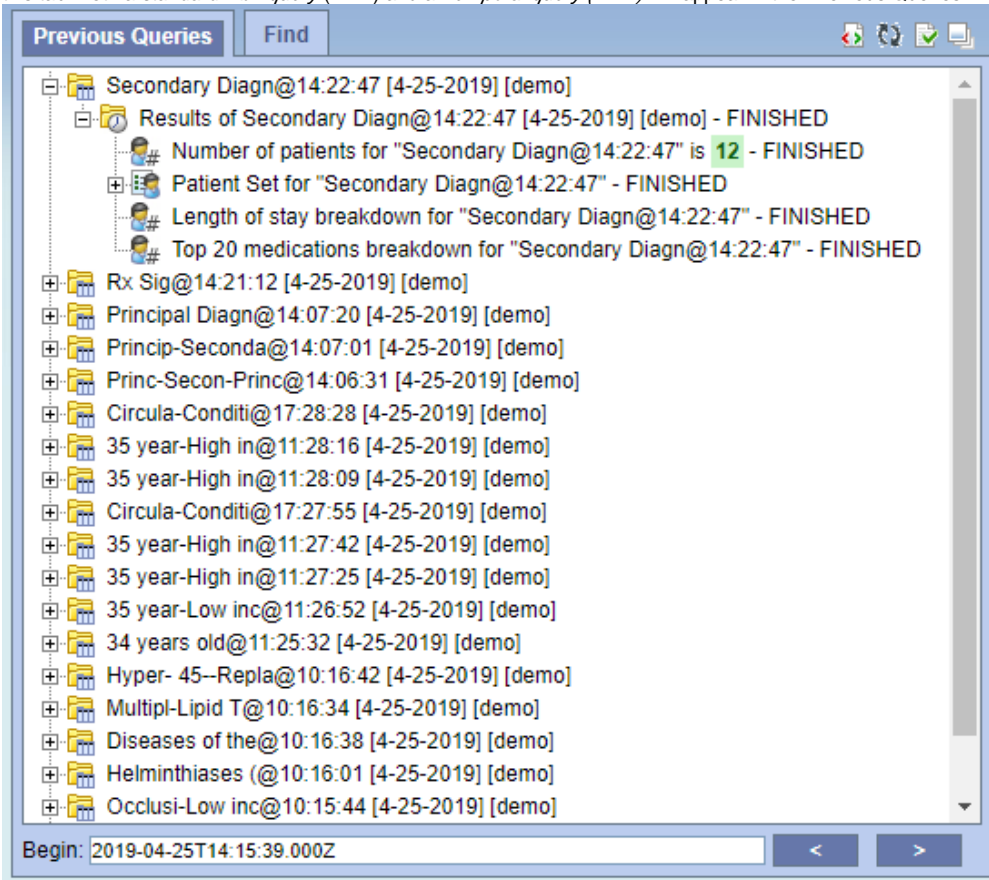 Previous Queries Find
Secondary Diagn@14:22:47 [4-25-2019] [demo]
Results of Secondary Diagn@14:22:47 [4-25-2019] [demo] - FINISHED
Number of patients for "Secondary Diagn@14:22:47" is 12 - FINISHED
Patient Set for "Secondary Diagn@14:22:47" - FINISHED
Length of stay breakdown for "Secondary Diagn@14:22:47" - FINISHED
Top 20 medications breakdown for "Secondary Diagn@14:22:47" - FINISHED
Rx Sig@14:21:12 [4-25-2019] [demo]
Principal Diagn@14:07:20 [4-25-2019] [demo]
Princip-Seconda@14:07:01 [4-25-2019] [demo]
Princ-Secon-Princ@14:06:31 [4-25-2019] [demo]
Circula-Conditi@17:28:28 [4-25-2019] [demo]
35 year-High in@11:28:16 [4-25-2019] [demo]
35 year-High in@11:28:09 [4-25-2019] [demo]
Circula-Conditi@17:27:55 [4-25-2019] [demo]
35 year-High in@11:27:42 [4-25-2019] [demo]
35 year-High in@11:27:25 [4-25-2019] [demo]
35 year-Low inc@11:26:52 [4-25-2019] [demo]
34 years old@11:25:32 [4-25-2019] [demo]
Hyper- 45--Repla@10:16:42 [4-25-2019] [demo]
Multipl-Lipid T@10:16:34 [4-25-2019] [demo]
Diseases of the@10:16:38 [4-25-2019] [demo]
Helminthiases (@10:16:01 [4-25-2019] [demo]
Occlusi-Low inc@10:15:44 [4-25-2019] [demo]
Begin: 2019-04-25T14:15:39.000Z < >